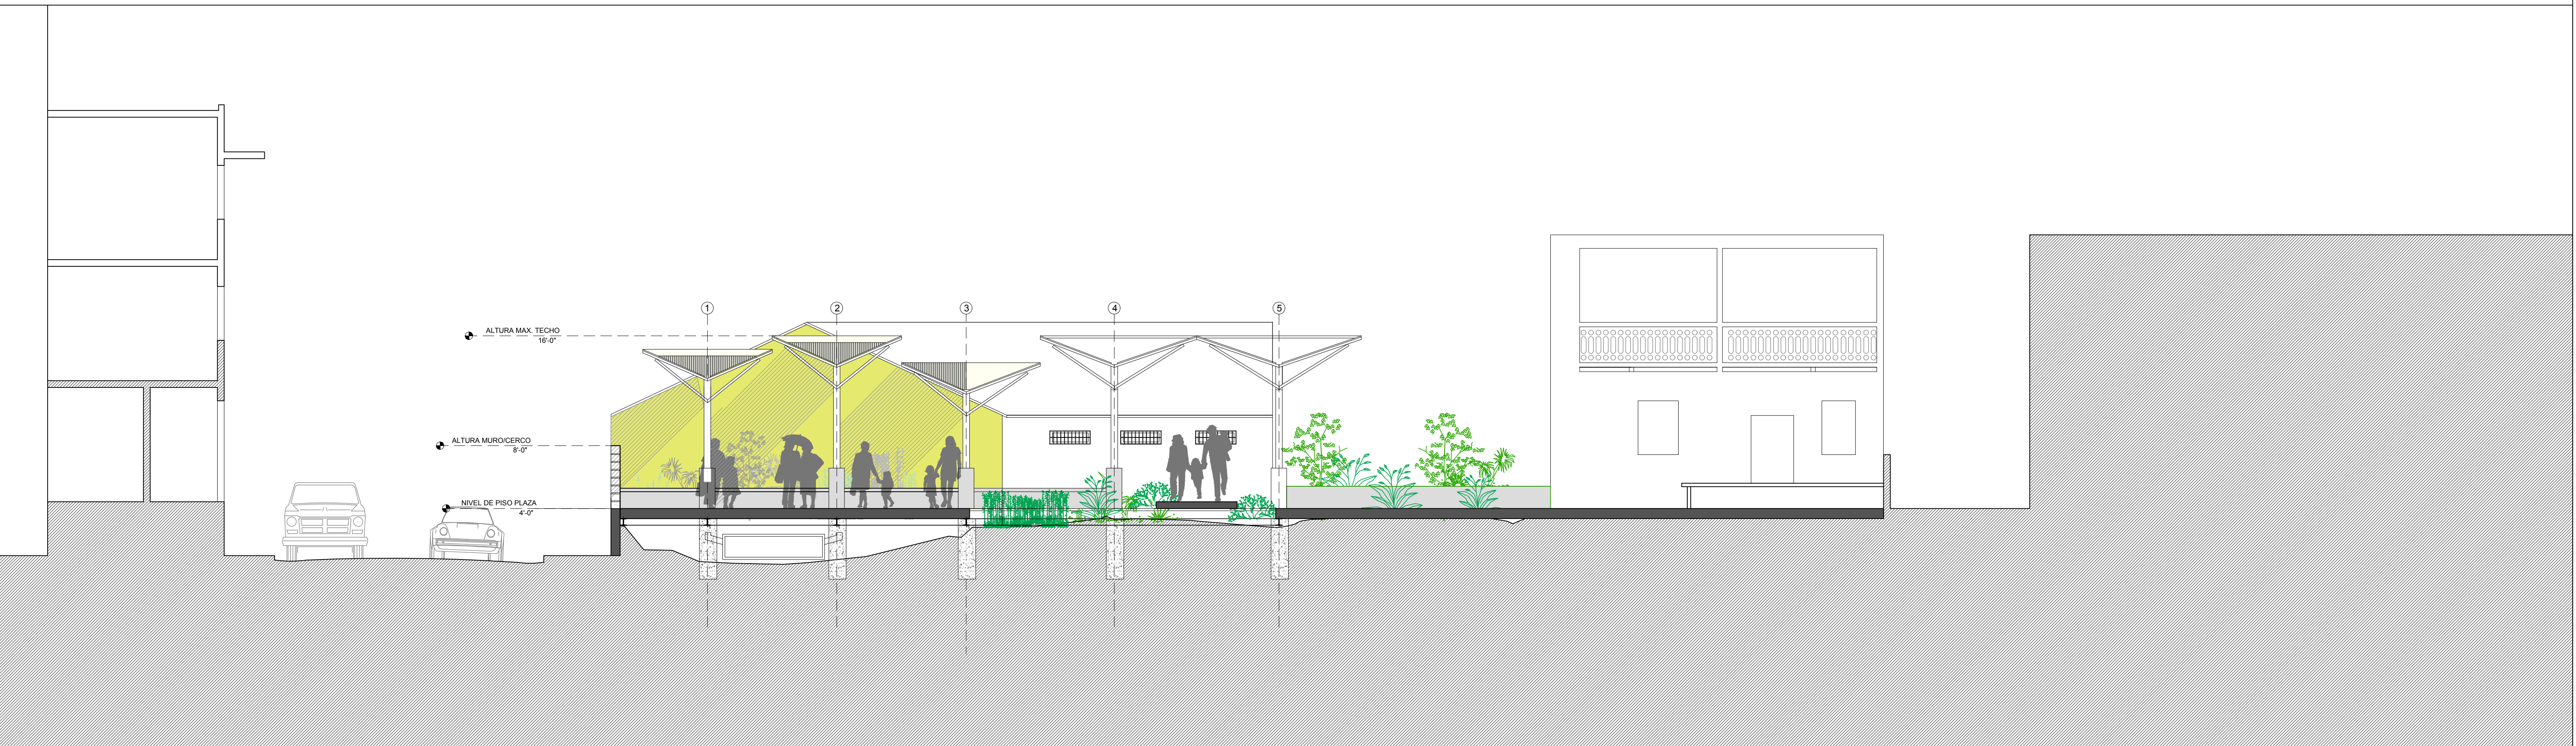 1 2 3 4 5
ALTURA MAX. TECHO
16'-0"
ALTURA MURO/CERCO
8'-0"
NIVEL DE PISO PLAZA
4'-0"